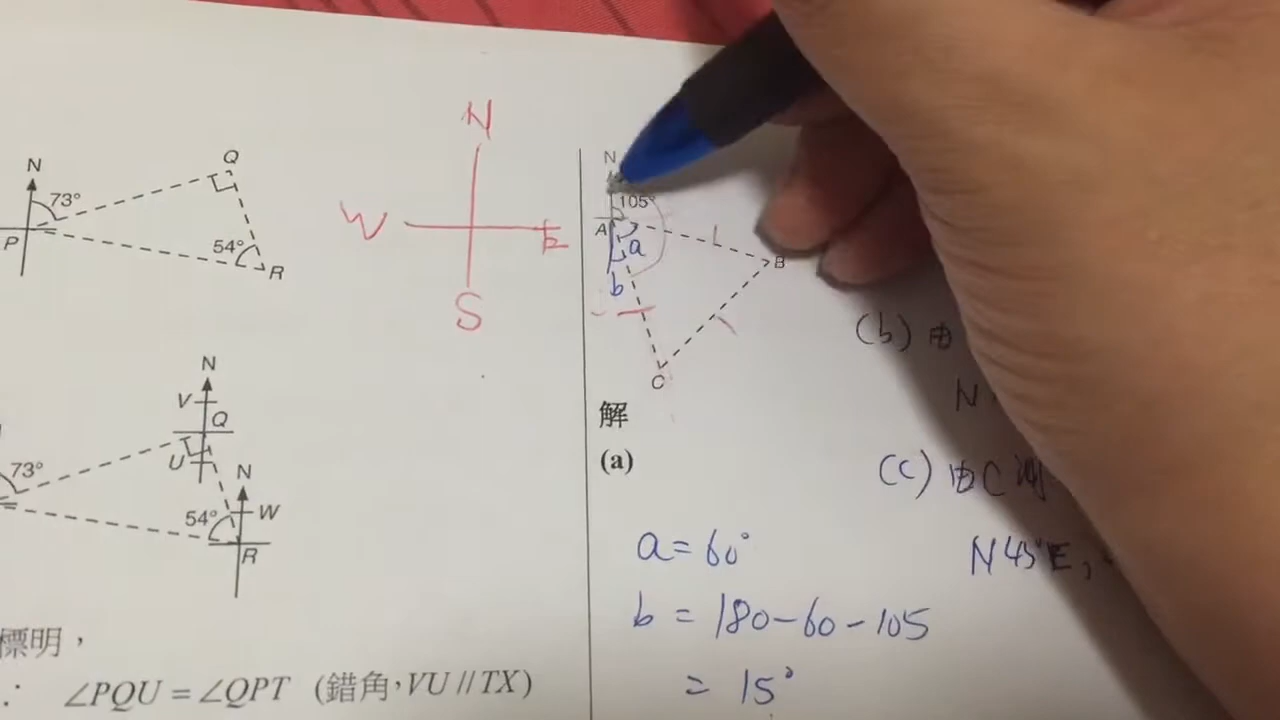 N
73°
Q
P
54°
R
N
W
E
S
N
105°
A
a
b
B
C
N
V
Q
73°
U
N
54°
W
R
標明，
∴ ∠PQU = ∠QPT (錯角, VU // TX)
解
(a)
a = 60°
b = 180 - 60 - 105
= 15°
(b) 由
N
(c) 由C
N45°E,